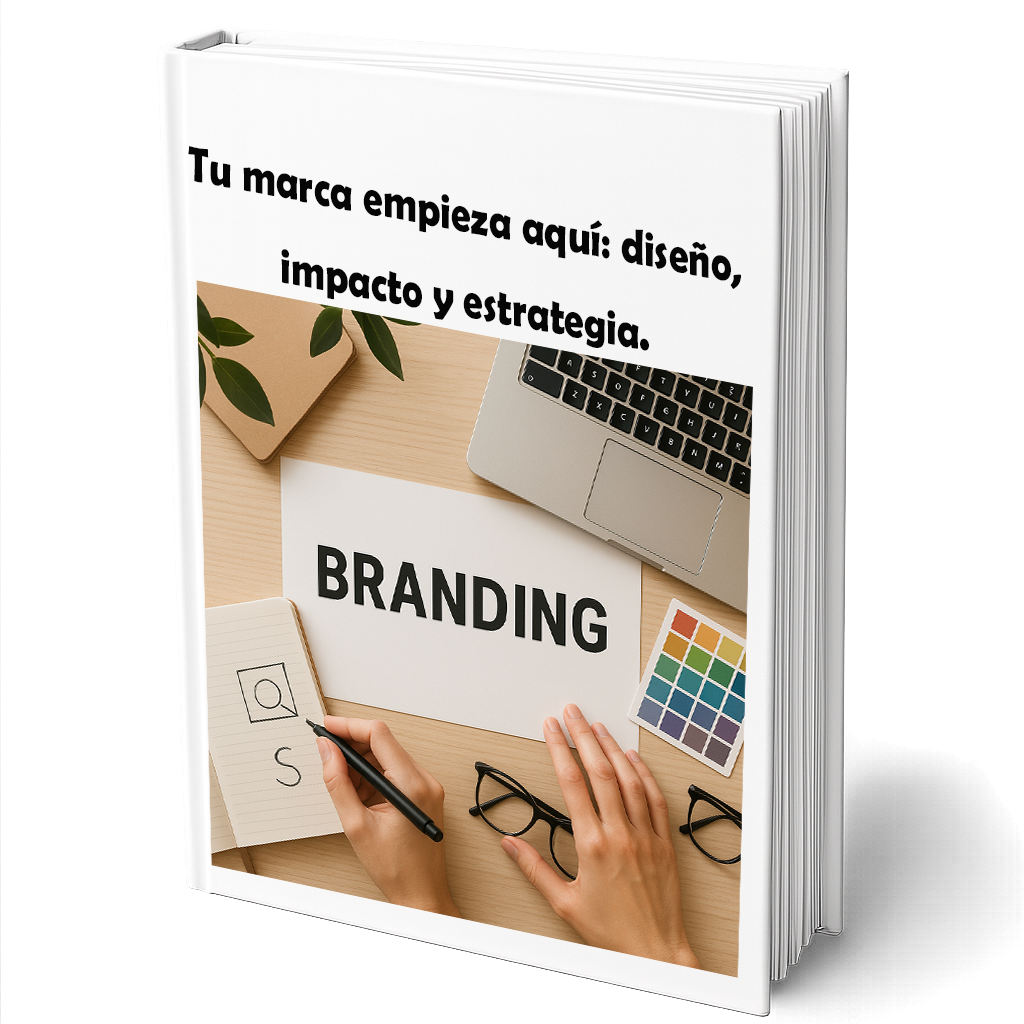 Tu marca empieza aquí: diseño,
impacto y estrategia.
BRANDING
S